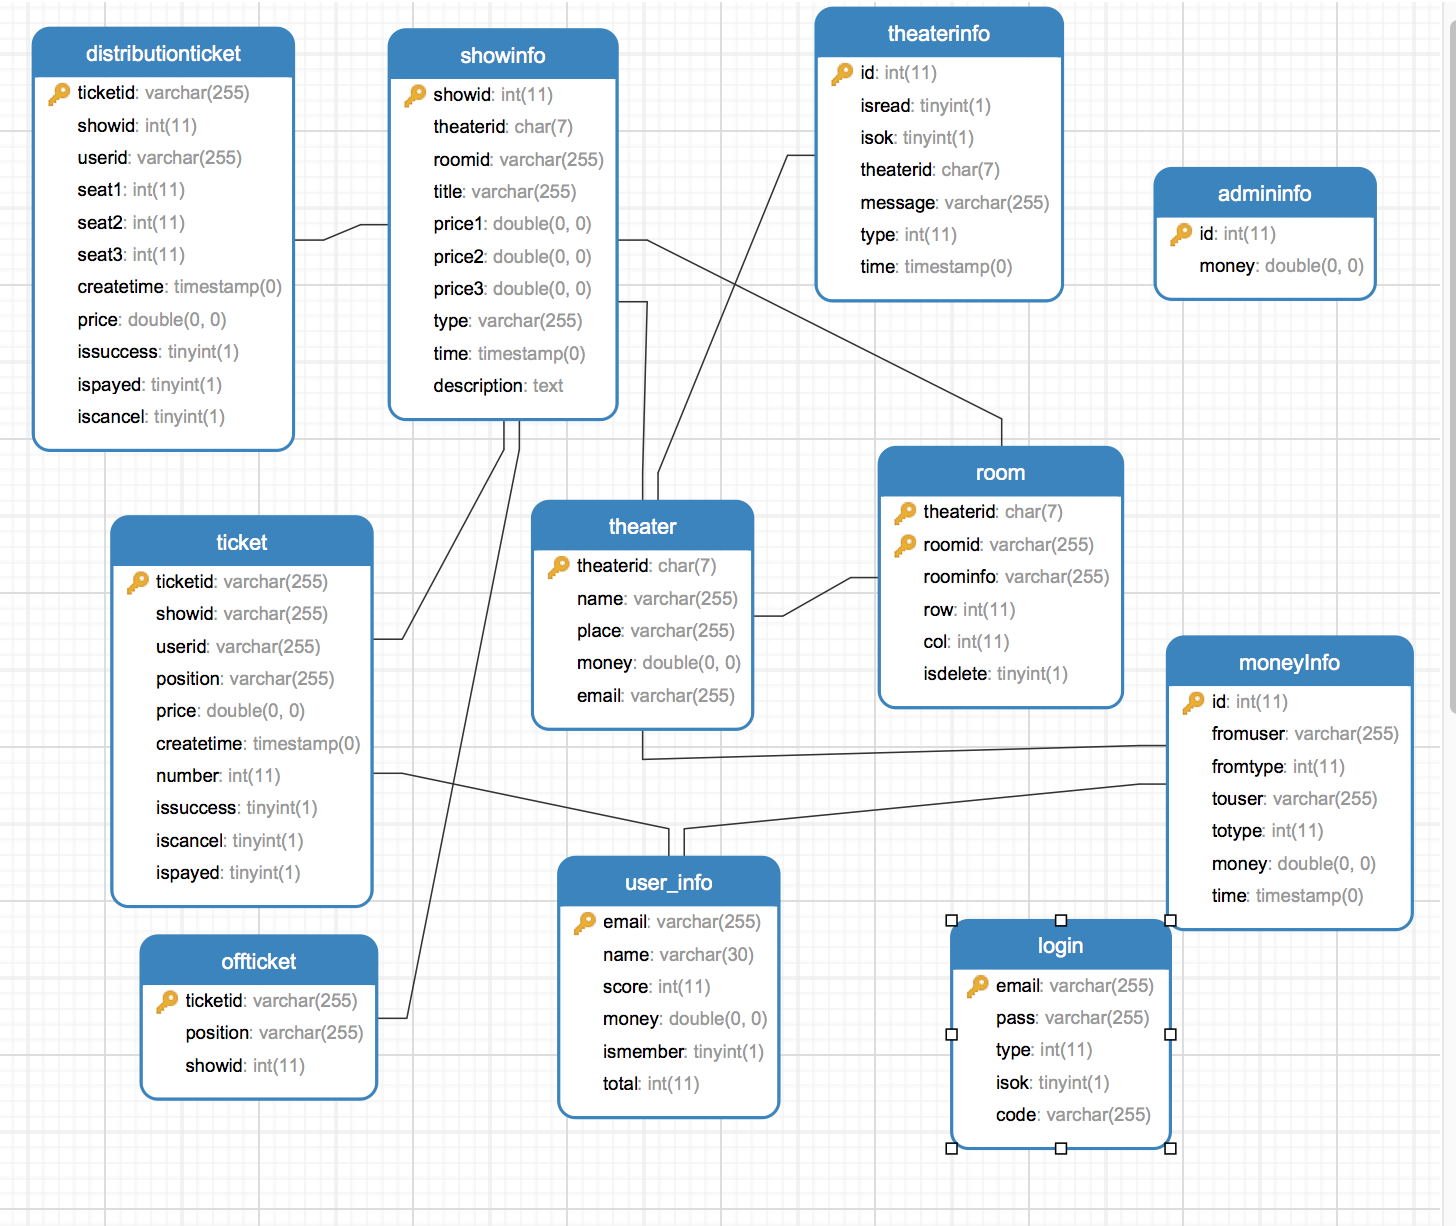 distributionticket
ticketid: varchar(255)
showid: int(11)
userid: varchar(255)
seat1: int(11)
seat2: int(11)
seat3: int(11)
createtime: timestamp(0)
price: double(0, 0)
issuccess: tinyint(1)
ispayed: tinyint(1)
iscancel: tinyint(1)
showinfo
showid: int(11)
theaterid: char(7)
roomid: varchar(255)
title: varchar(255)
price1: double(0, 0)
price2: double(0, 0)
price3: double(0, 0)
type: varchar(255)
time: timestamp(0)
description: text
theaterinfo
id: int(11)
isread: tinyint(1)
isok: tinyint(1)
theaterid: char(7)
message: varchar(255)
type: int(11)
time: timestamp(0)
admininfo
id: int(11)
money: double(0, 0)
ticket
ticketid: varchar(255)
showid: varchar(255)
userid: varchar(255)
position: varchar(255)
price: double(0, 0)
createtime: timestamp(0)
number: int(11)
issuccess: tinyint(1)
iscancel: tinyint(1)
ispayed: tinyint(1)
theater
theaterid: char(7)
name: varchar(255)
place: varchar(255)
money: double(0, 0)
email: varchar(255)
room
theaterid: char(7)
roomid: varchar(255)
roominfo: varchar(255)
row: int(11)
col: int(11)
isdelete: tinyint(1)
moneyInfo
id: int(11)
fromuser: varchar(255)
fromtype: int(11)
touser: varchar(255)
totype: int(11)
money: double(0, 0)
time: timestamp(0)
offticket
ticketid: varchar(255)
position: varchar(255)
showid: int(11)
user_info
email: varchar(255)
name: varchar(30)
score: int(11)
money: double(0, 0)
ismember: tinyint(1)
total: int(11)
login
email: varchar(255)
pass: varchar(255)
type: int(11)
isok: tinyint(1)
code: varchar(255)